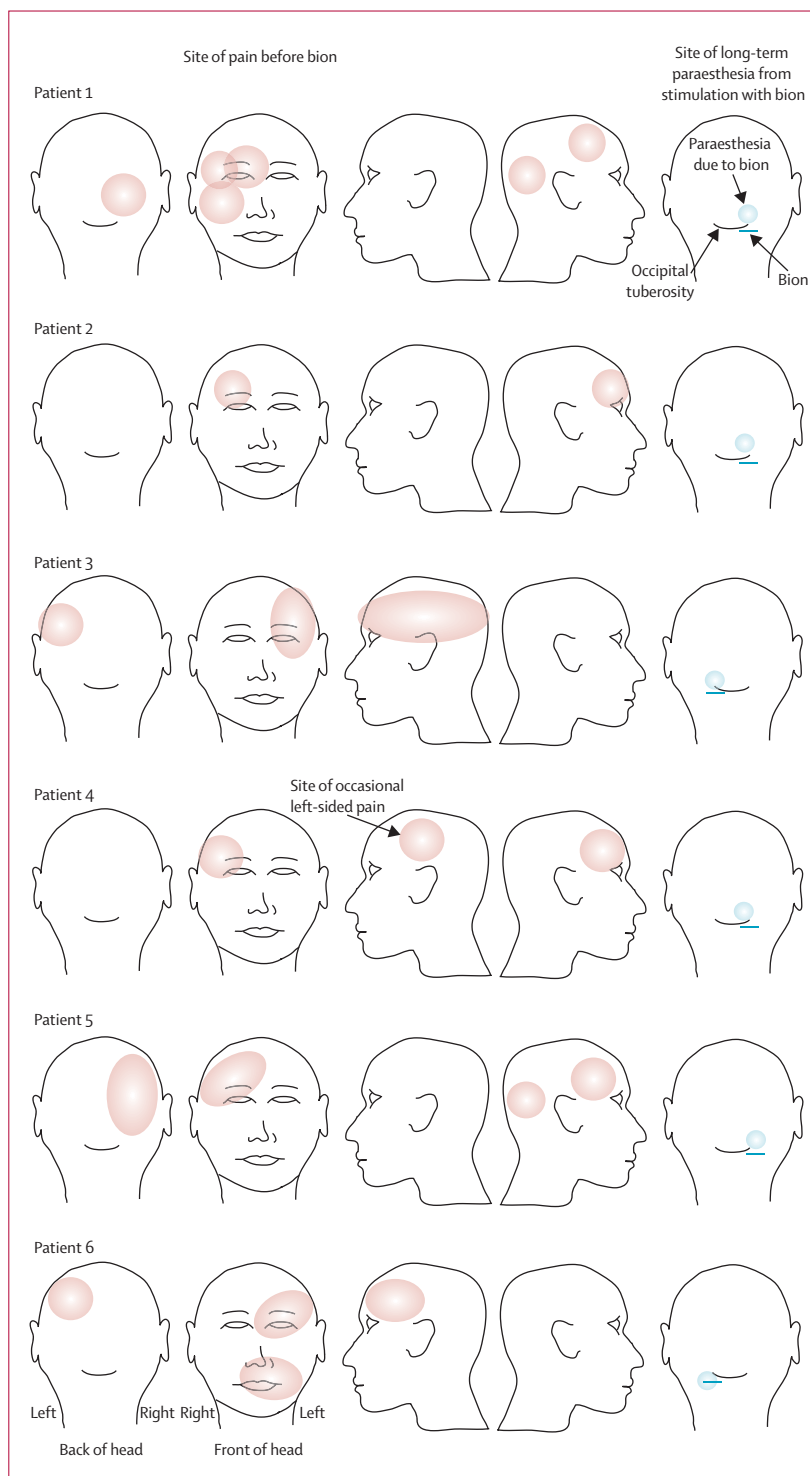 Site of pain before bion
Site of long-term
paraesthesia from
stimulation with bion
Patient 1
Paraesthesia
due to bion
Occipital
tuberosity
Bion
Patient 2
Patient 3
Patient 4
Site of occasional
left-sided pain
Patient 5
Patient 6
Left
Right
Right
Left
Back of head
Front of head